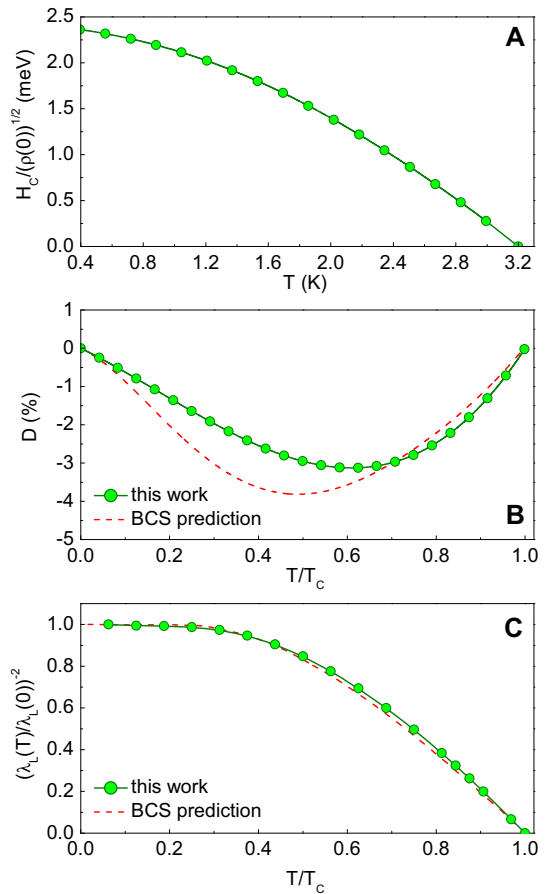 A
H_C/(ρ(0))^1/2 (meV)
2.5
2.0
1.5
1.0
0.5
0.0
0.4 0.8 1.2 1.6 2.0 2.4 2.8 3.2
T (K)
B
D (%)
1
0
-1
-2
-3
-4
-5
this work
BCS prediction
0.0 0.2 0.4 0.6 0.8 1.0
T/T_C
C
(λ_L(T)/λ_L(0))^-2
1.0
0.8
0.6
0.4
0.2
0.0
this work
BCS prediction
0.0 0.2 0.4 0.6 0.8 1.0
T/T_C